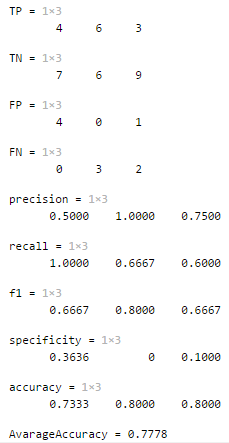 TP = 1×3
4 6 3
TN = 1×3
7 6 9
FP = 1×3
4 0 1
FN = 1×3
0 3 2
precision = 1×3
0.5000 1.0000 0.7500
recall = 1×3
1.0000 0.6667 0.6000
f1 = 1×3
0.6667 0.8000 0.6667
specificity = 1×3
0.3636 0 0.1000
accuracy = 1×3
0.7333 0.8000 0.8000
AvarageAccuracy = 0.7778